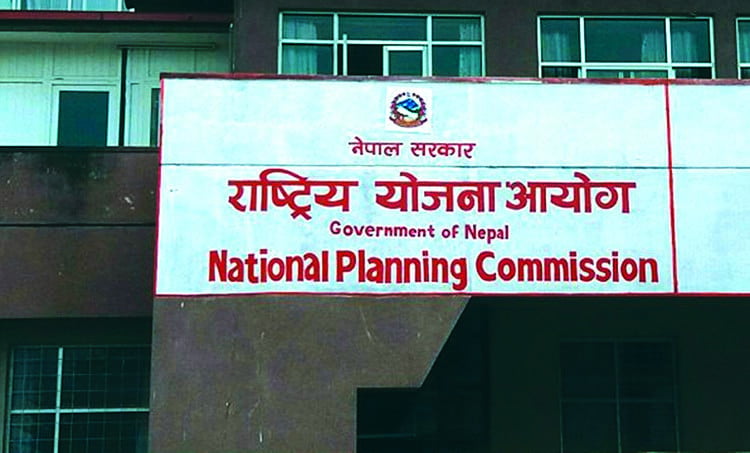 नेपाल सरकार
राष्ट्रिय योजना आयोग
Government of Nepal
National Planning Commission